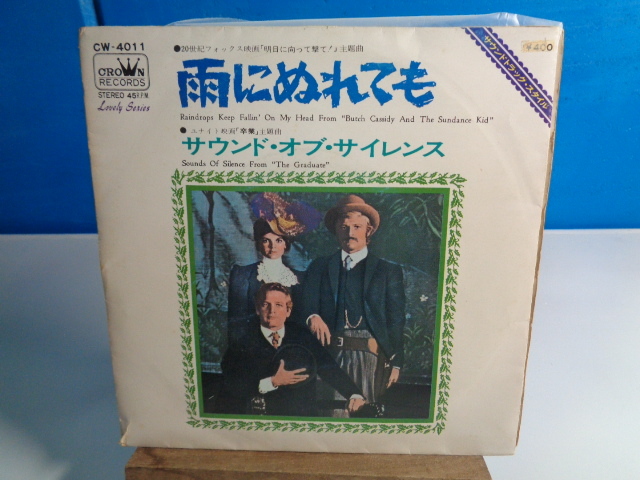 CW-4011
CROWN
RECORDS
STEREO 45R.P.M.
Lovely Series
●20世紀フォックス映画「明日に向って撃て!」主題曲
雨にぬれても
Raindrops Keep Fallin' On My Head From "Butch Cassidy And The Sundance Kid"
● ユナイト映画「卒業」主題曲
サウンド・オブ・サイレンス
Sounds Of Silence From "The Graduate"
サウンドトラック・スタイル
¥400